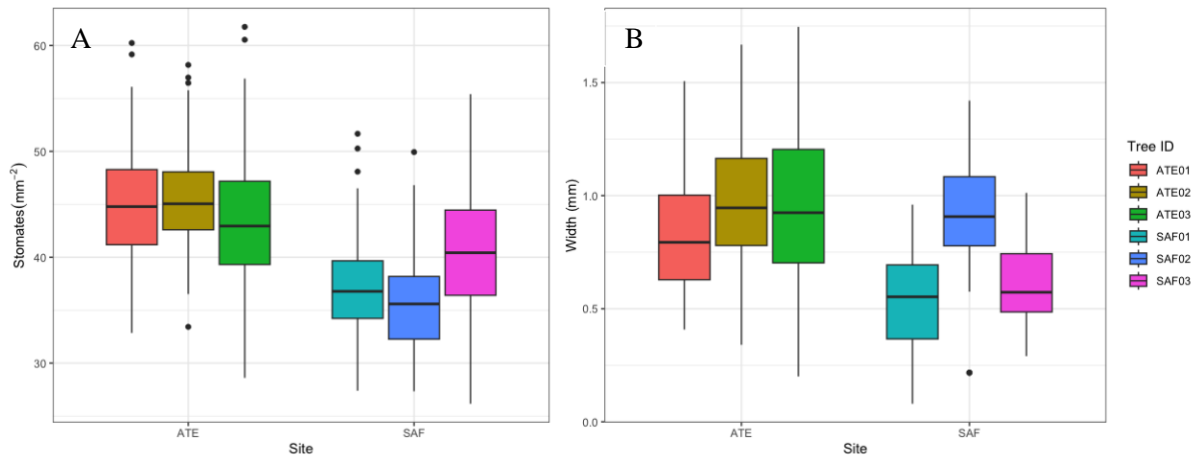 A
Stomates(mm⁻²)
60
50
40
30
ATE
SAF
Site
B
Width (mm)
1.5
1.0
0.5
0.0
ATE
SAF
Site
Tree ID
ATE01
ATE02
ATE03
SAF01
SAF02
SAF03